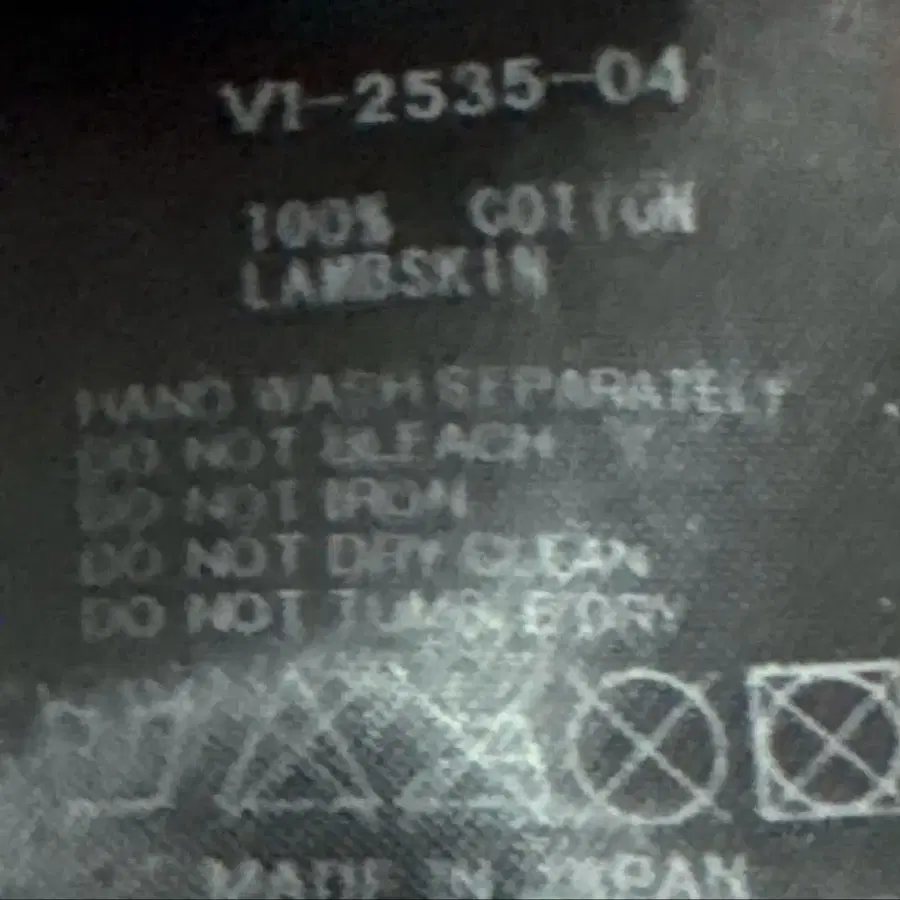 VI-2535-04
100% COTTON
LAMBSKIN
HAND WASH SEPARATELY
DO NOT BLEACH
DO NOT IRON
DO NOT DRY CLEAN
DO NOT TUMBLE DRY
MADE IN JAPAN